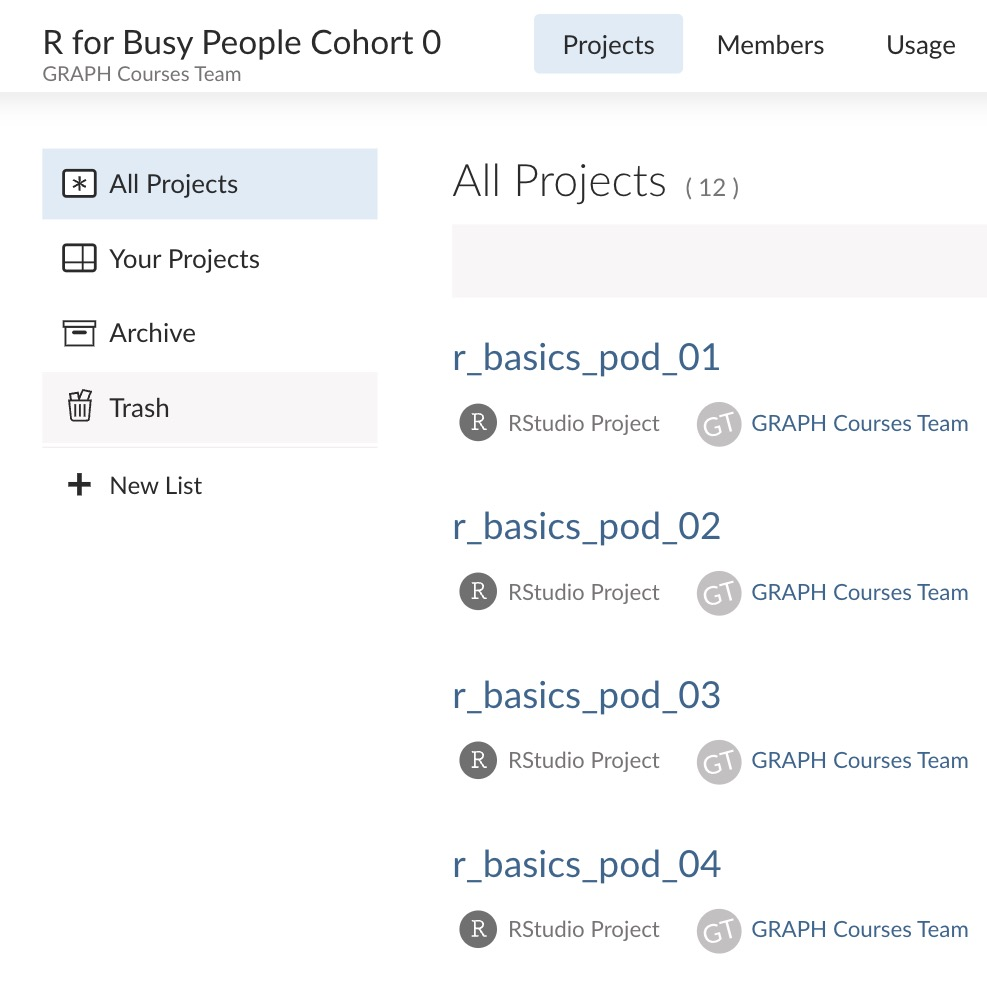 R for Busy People Cohort 0
GRAPH Courses Team
Projects
Members
Usage
All Projects
Your Projects
Archive
Trash
New List
All Projects ( 12 )
r_basics_pod_01
R RStudio Project GT GRAPH Courses Team
r_basics_pod_02
R RStudio Project GT GRAPH Courses Team
r_basics_pod_03
R RStudio Project GT GRAPH Courses Team
r_basics_pod_04
R RStudio Project GT GRAPH Courses Team